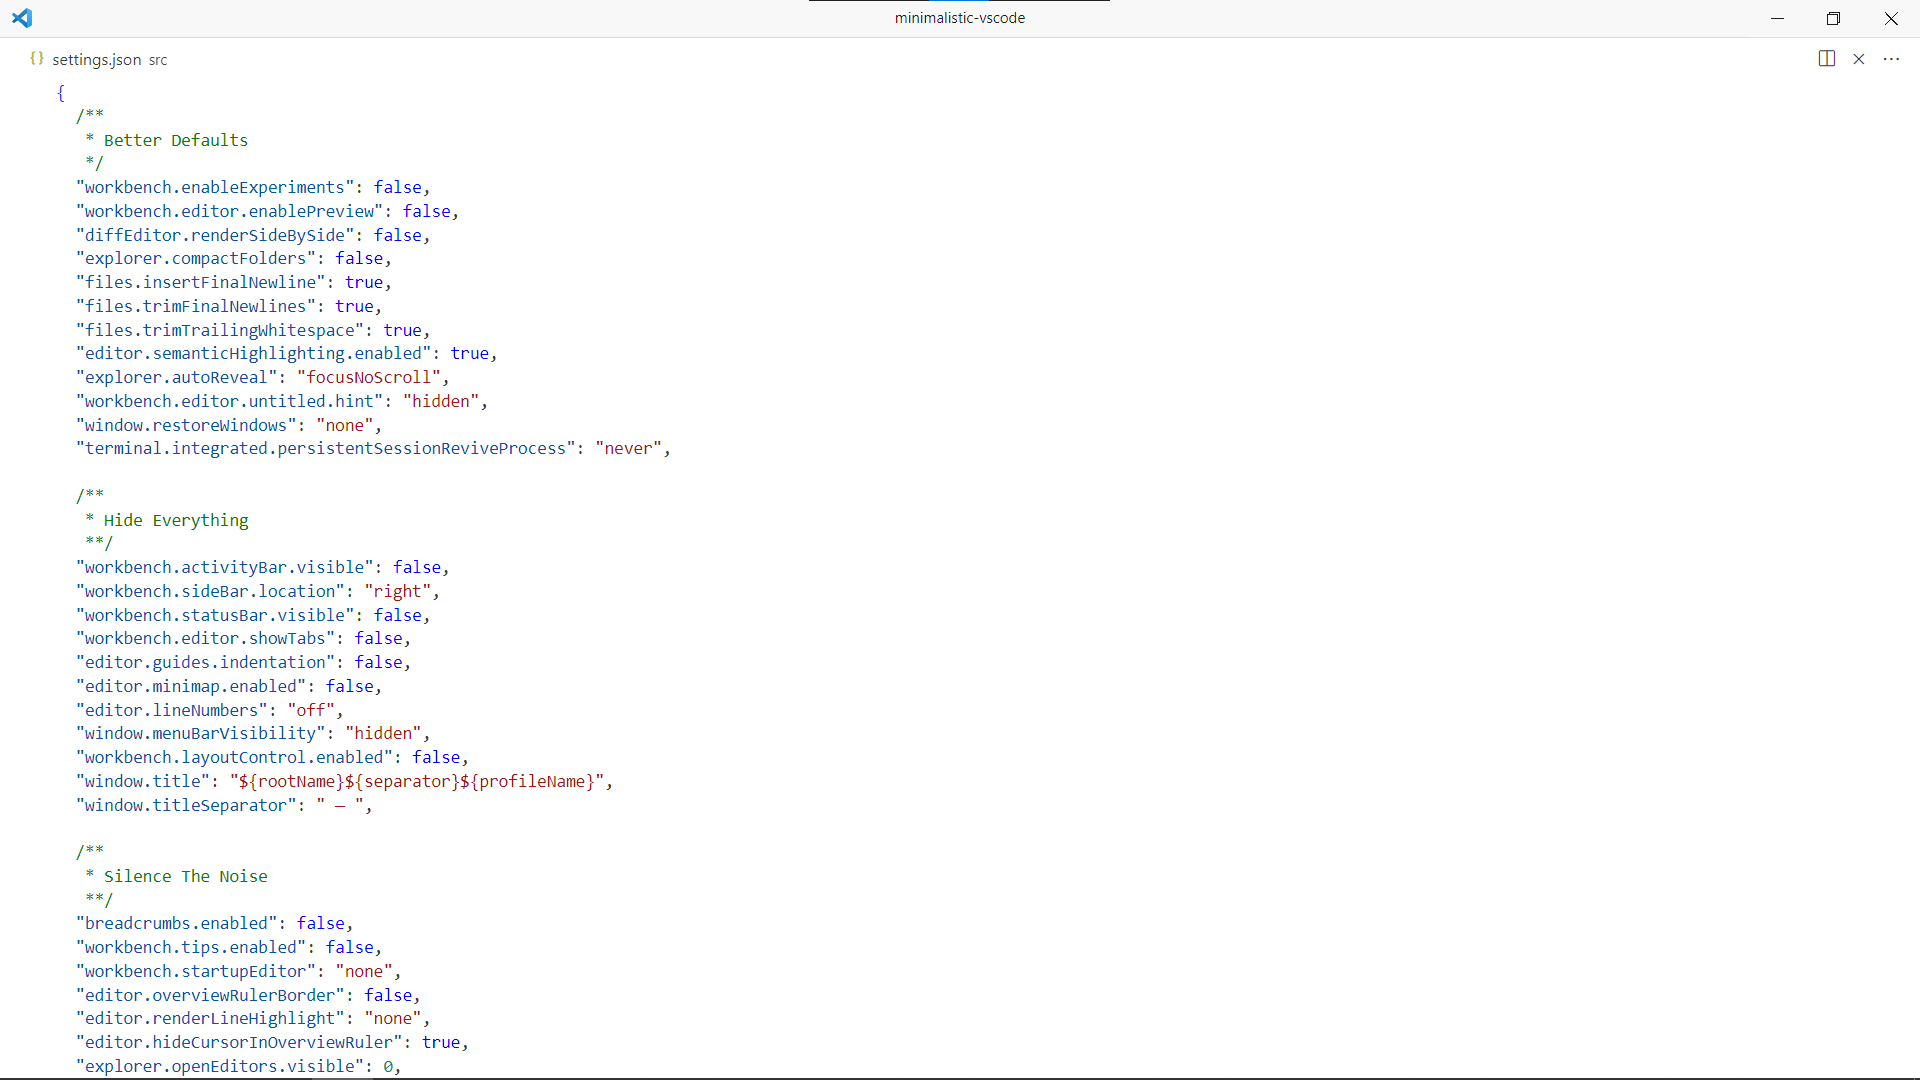 minimalistic-vscode
{} settings.json src
{
  /**
   * Better Defaults
   */
  "workbench.enableExperiments": false,
  "workbench.editor.enablePreview": false,
  "diffEditor.renderSideBySide": false,
  "explorer.compactFolders": false,
  "files.insertFinalNewline": true,
  "files.trimFinalNewlines": true,
  "files.trimTrailingWhitespace": true,
  "editor.semanticHighlighting.enabled": true,
  "explorer.autoReveal": "focusNoScroll",
  "workbench.editor.untitled.hint": "hidden",
  "window.restoreWindows": "none",
  "terminal.integrated.persistentSessionReviveProcess": "never",

  /**
   * Hide Everything
   **/
  "workbench.activityBar.visible": false,
  "workbench.sideBar.location": "right",
  "workbench.statusBar.visible": false,
  "workbench.editor.showTabs": false,
  "editor.guides.indentation": false,
  "editor.minimap.enabled": false,
  "editor.lineNumbers": "off",
  "window.menuBarVisibility": "hidden",
  "workbench.layoutControl.enabled": false,
  "window.title": "${rootName}${separator}${profileName}",
  "window.titleSeparator": " — ",

  /**
   * Silence The Noise
   **/
  "breadcrumbs.enabled": false,
  "workbench.tips.enabled": false,
  "workbench.startupEditor": "none",
  "editor.overviewRulerBorder": false,
  "editor.renderLineHighlight": "none",
  "editor.hideCursorInOverviewRuler": true,
  "explorer.openEditors.visible": 0,